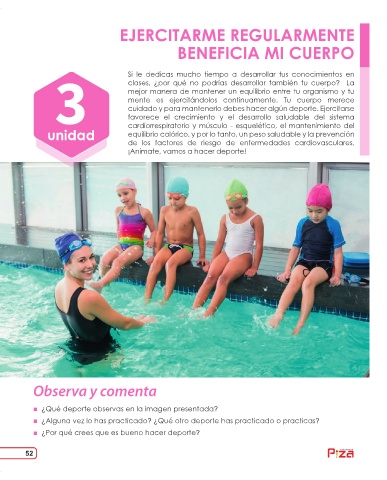 EJERCITARME REGULARMENTE
BENEFICIA MI CUERPO
3
unidad
Si le dedicas mucho tiempo a desarrollar tus conocimientos en
clases, ¿por qué no podrías desarrollar también tu cuerpo? La
mejor manera de mantener un equilibrio entre tu organismo y tu
mente es ejercitándolos continuamente. Tu cuerpo merece
cuidado y para mantenerlo debes hacer algún deporte. Ejercitarse
favorece el crecimiento y el desarrollo saludable del sistema
cardiorrespiratorio y músculo - esquelético, el mantenimiento del
equilibrio calórico, y por lo tanto, un peso saludable y la prevención
de los factores de riesgo de enfermedades cardiovasculares.
¡Anímate, vamos a hacer deporte!
Observa y comenta
¿Qué deporte observas en la imagen presentada?
¿Alguna vez lo has practicado? ¿Qué otro deporte has practicado o practicas?
¿Por qué crees que es bueno hacer deporte?
52